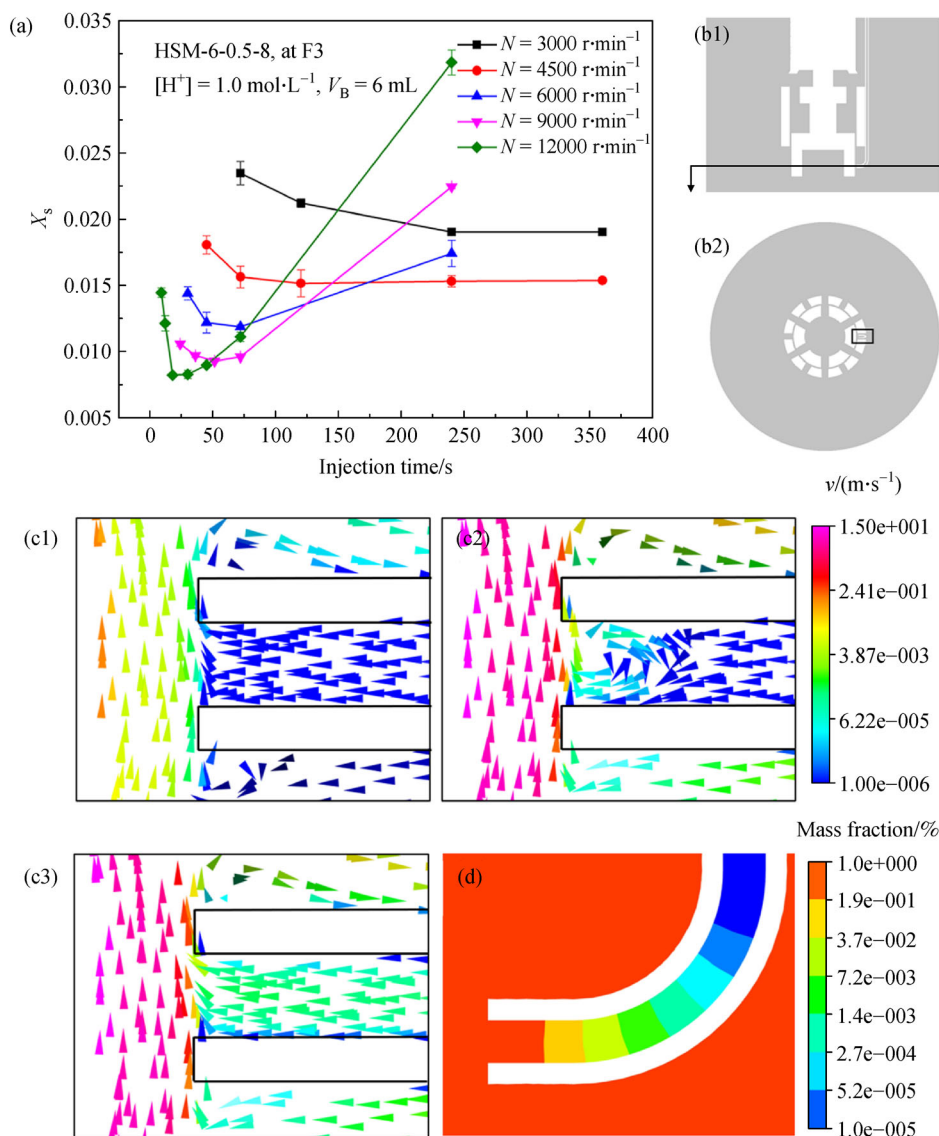 (a)
HSM-6-0.5-8, at F3
[H⁺] = 1.0 mol·L⁻¹, V_B = 6 mL
N = 3000 r·min⁻¹
N = 4500 r·min⁻¹
N = 6000 r·min⁻¹
N = 9000 r·min⁻¹
N = 12000 r·min⁻¹
0.035
0.030
0.025
0.020
0.015
0.010
0.005
X_s
0 50 100 150 200 250 300 350 400
Injection time/s
(b1)
(b2)
v/(m·s⁻¹)
(c1)
(c2)
1.50e+001
2.41e−001
3.87e−003
6.22e−005
1.00e−006
Mass fraction/%
(c3)
(d)
1.0e+000
1.9e−001
3.7e−002
7.2e−003
1.4e−003
2.7e−004
5.2e−005
1.0e−005